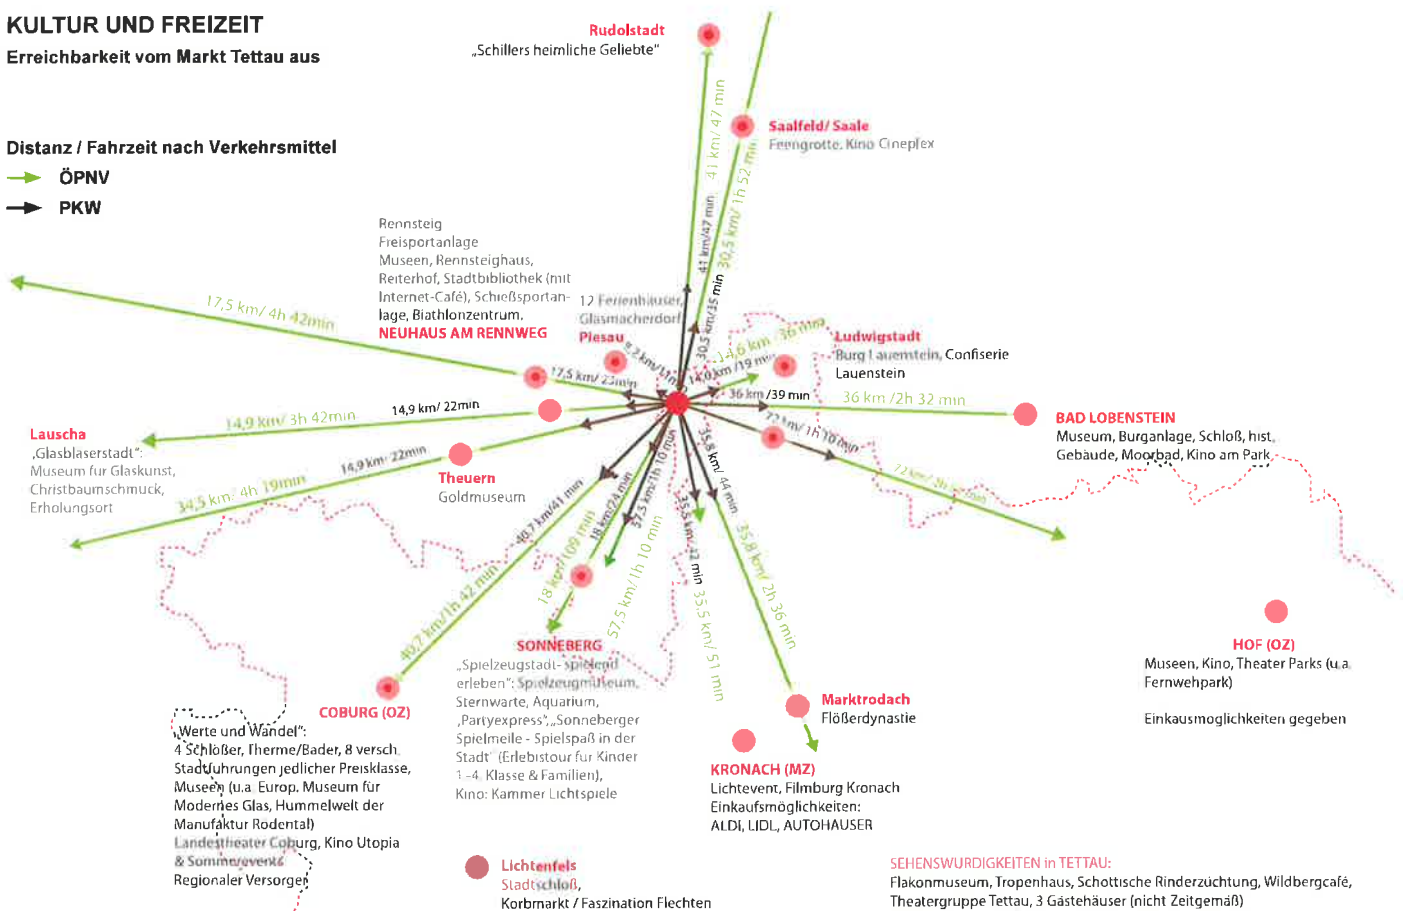 KULTUR UND FREIZEIT
Erreichbarkeit vom Markt Tettau aus
Distanz / Fahrzeit nach Verkehrsmittel
ÖPNV
PKW
Rudolstadt
„Schillers heimliche Geliebte“
Saalfeld/ Saale
Feengrotte, Kino Cineplex
41 km/ 47 min
41 km/47 min
30,5 km/ 1h 52 min
30,5 km/35 min
Rennsteig
Freisportanlage
Museen, Rennsteighaus,
Reiterhof, Stadtbibliothek (mit
Internet-Café), Schießsportan-
lage, Biathlonzentrum.
NEUHAUS AM RENNWEG
12 Ferienhäuser,
Glasmacherdorf
Piesau
17,5 km/ 4h 42min
17,5 km/ 23min
14,6 km / 36 min
14,6 km /19 min
Ludwigstadt
Burg Lauenstein, Confiserie
Lauenstein
36 km /39 min
36 km /2h 32 min
BAD LOBENSTEIN
Museum, Burganlage, Schloß, hist.
Gebäude, Moorbad, Kino am Park
72 km/ 1h 10 min
14,9 km/ 3h 42min
14,9 km/ 22min
Lauscha
„Glasbläserstadt“:
Museum für Glaskunst,
Christbaumschmuck,
Erholungsort
34,5 km/ 4h 19min
14,9 km/ 22min
Theuern
Goldmuseum
40,7 km/41 min
40,7 km/1h 42 min
18 km/24 min
18 km/ 09 min
57,5 km/1h 10 min
57,5 km/ 1h 10 min
35,5 km/ 42 min
35,5 km/ 51 min
35,8 km/ 44 min
35,8 km/ 2h 36 min
COBURG (OZ)
„Werte und Wandel“:
4 Schlößer, Therme/Bäder, 8 versch.
Stadtführungen jedlicher Preisklasse,
Museen (u.a. Europ. Museum für
Modernes Glas, Hummelwelt der
Manufaktur Rödental)
Landestheater Coburg, Kino Utopia
& Sommerevents
Regionaler Versorger
SONNEBERG
„Spielzeugstadt- spielend
erleben“: Spielzeugmuseum,
Sternwarte, Aquarium,
„Partyexpress“, „Sonneberger
Spielmeile - Spielspaß in der
Stadt“ (Erlebistour für Kinder
1.-4. Klasse & Familien),
Kino: Kammer Lichtspiele
Marktrodach
Flößerdynastie
KRONACH (MZ)
Lichtevent, Filmburg Kronach
Einkaufsmöglichkeiten:
ALDI, LIDL, AUTOHÄUSER
HOF (OZ)
Museen, Kino, Theater Parks (u.a.
Fernwehpark)
Einkausmöglichkeiten gegeben
Lichtenfels
Stadtschloß,
Korbmarkt / Faszination Flechten
SEHENSWÜRDIGKEITEN in TETTAU:
Flakonmuseum, Tropenhaus, Schottische Rinderzüchtung, Wildbergcafé,
Theatergruppe Tettau, 3 Gästehäuser (nicht Zeitgemäß)